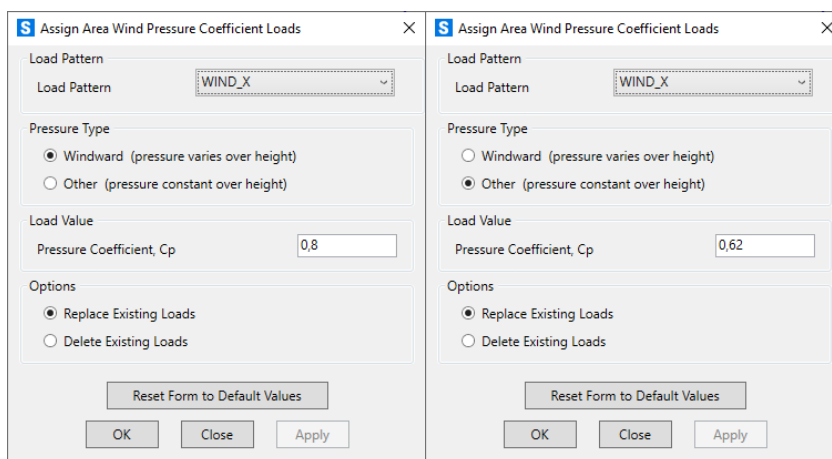 S Assign Area Wind Pressure Coefficient Loads
Load Pattern
Load Pattern WIND_X
Pressure Type
Windward (pressure varies over height)
Other (pressure constant over height)
Load Value
Pressure Coefficient, Cp 0,8
Options
Replace Existing Loads
Delete Existing Loads
Reset Form to Default Values
OK Close Apply
S Assign Area Wind Pressure Coefficient Loads
Load Pattern
Load Pattern WIND_X
Pressure Type
Windward (pressure varies over height)
Other (pressure constant over height)
Load Value
Pressure Coefficient, Cp 0,62
Options
Replace Existing Loads
Delete Existing Loads
Reset Form to Default Values
OK Close Apply